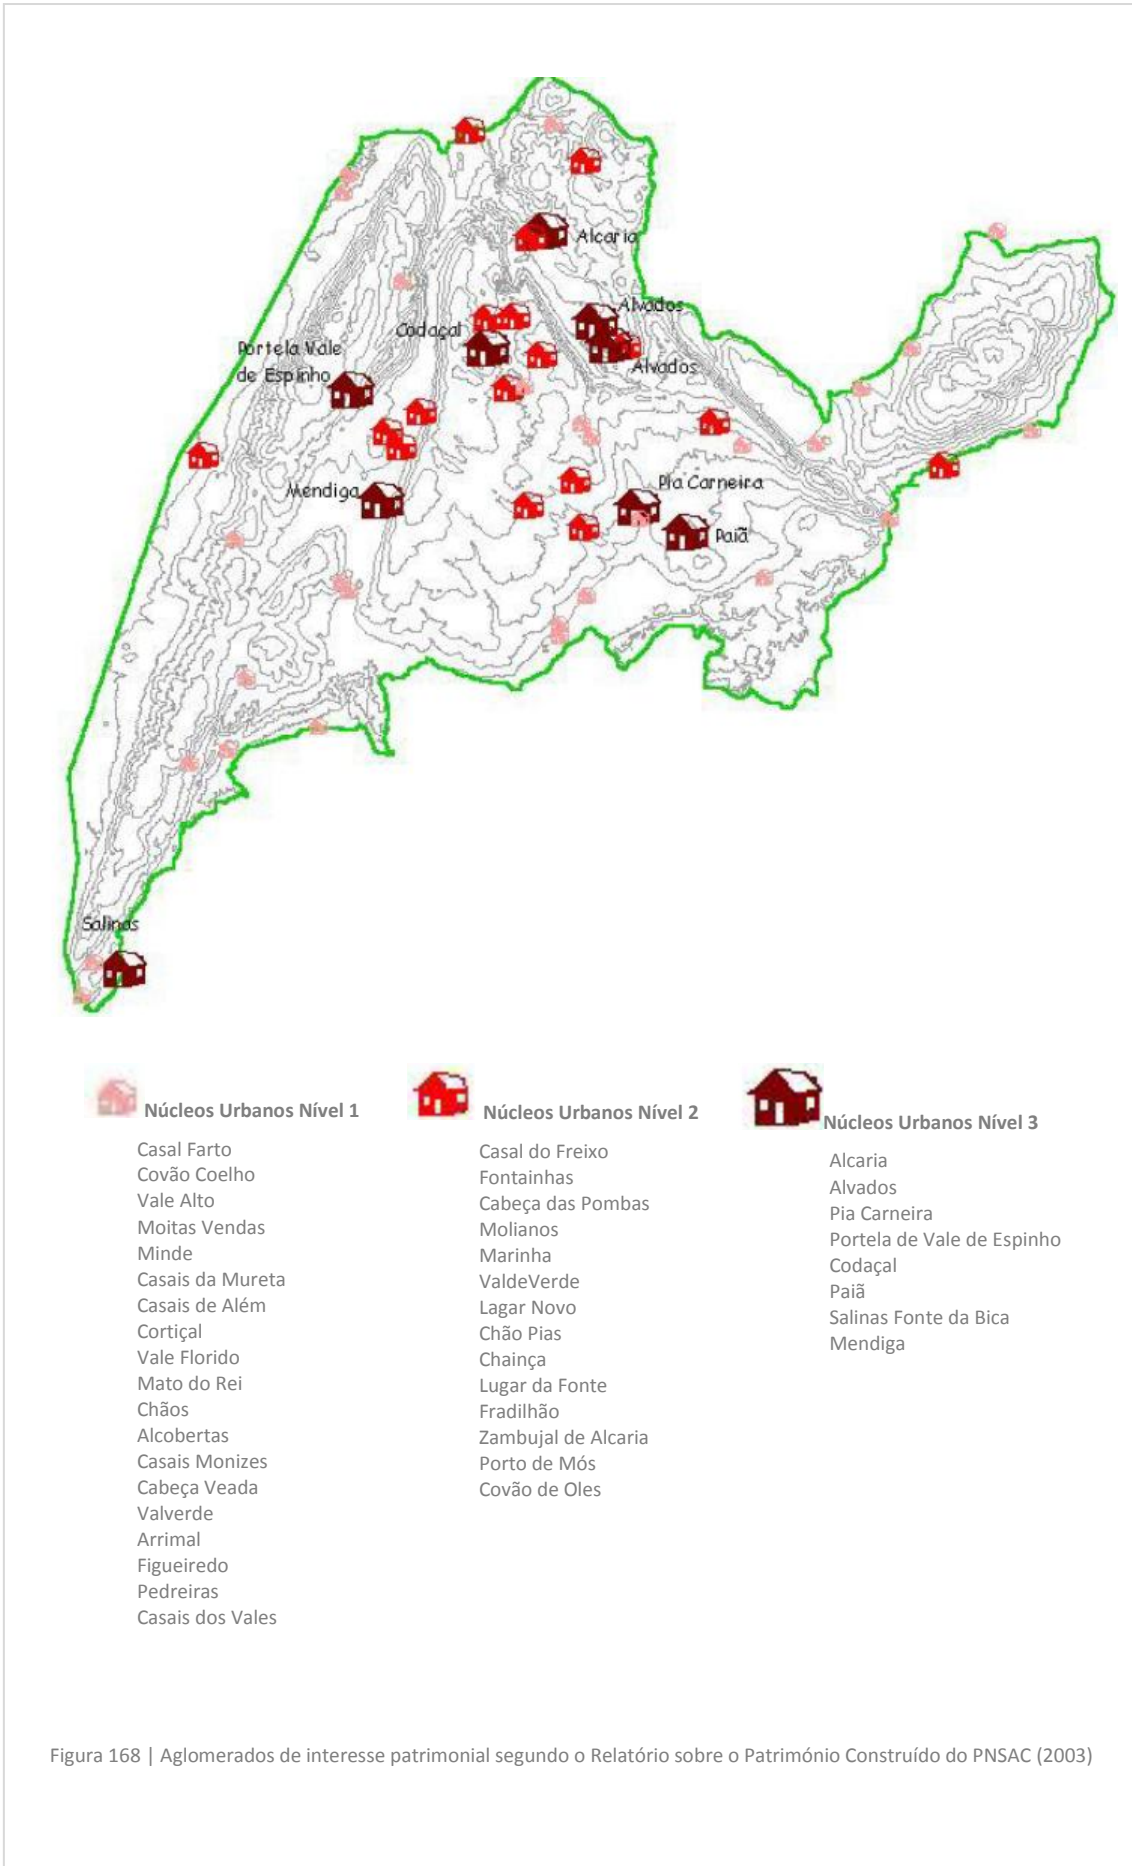 Alcaria
Alvados
Codaçal
Portela Vale
de Espinho
Alvados
Pia Carneira
Mendiga
Paiã
Salinas
Núcleos Urbanos Nível 1
Casal Farto
Covão Coelho
Vale Alto
Moitas Vendas
Minde
Casais da Mureta
Casais de Além
Cortiçal
Vale Florido
Mato do Rei
Chãos
Alcobertas
Casais Monizes
Cabeça Veada
Valverde
Arrimal
Figueiredo
Pedreiras
Casais dos Vales
Núcleos Urbanos Nível 2
Casal do Freixo
Fontainhas
Cabeça das Pombas
Molianos
Marinha
ValdeVerde
Lagar Novo
Chão Pias
Chainça
Lugar da Fonte
Fradilhão
Zambujal de Alcaria
Porto de Mós
Covão de Oles
Núcleos Urbanos Nível 3
Alcaria
Alvados
Pia Carneira
Portela de Vale de Espinho
Codaçal
Paiã
Salinas Fonte da Bica
Mendiga
Figura 168 | Aglomerados de interesse patrimonial segundo o Relatório sobre o Património Construído do PNSAC (2003)